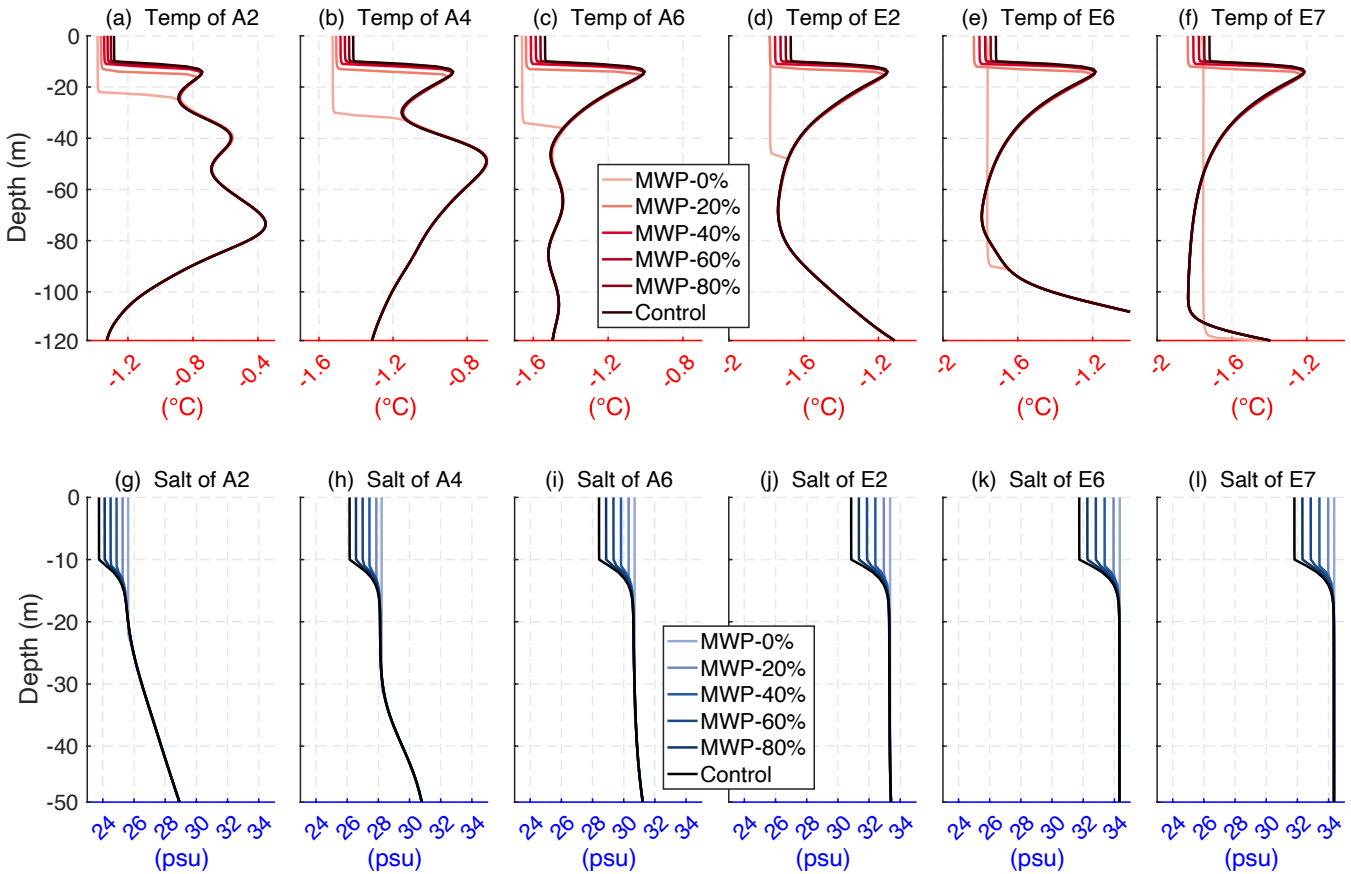 (a) Temp of A2
(b) Temp of A4
(c) Temp of A6
(d) Temp of E2
(e) Temp of E6
(f) Temp of E7
Depth (m)
0
-20
-40
-60
-80
-100
-120
MWP-0%
MWP-20%
MWP-40%
MWP-60%
MWP-80%
Control
-1.2 -0.8 -0.4
-1.6 -1.2 -0.8
-1.6 -1.2 -0.8
-2 -1.6 -1.2
-2 -1.6 -1.2
-2 -1.6 -1.2
(°C) (°C) (°C) (°C) (°C) (°C)
(g) Salt of A2
(h) Salt of A4
(i) Salt of A6
(j) Salt of E2
(k) Salt of E6
(l) Salt of E7
Depth (m)
0
-10
-20
-30
-40
-50
MWP-0%
MWP-20%
MWP-40%
MWP-60%
MWP-80%
Control
24 26 28 30 32 34
24 26 28 30 32 34
24 26 28 30 32 34
24 26 28 30 32 34
24 26 28 30 32 34
24 26 28 30 32 34
(psu) (psu) (psu) (psu) (psu) (psu)